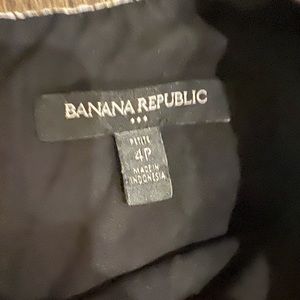 BANANA REPUBLIC
PETITE
4P
MADE IN
INDONESIA